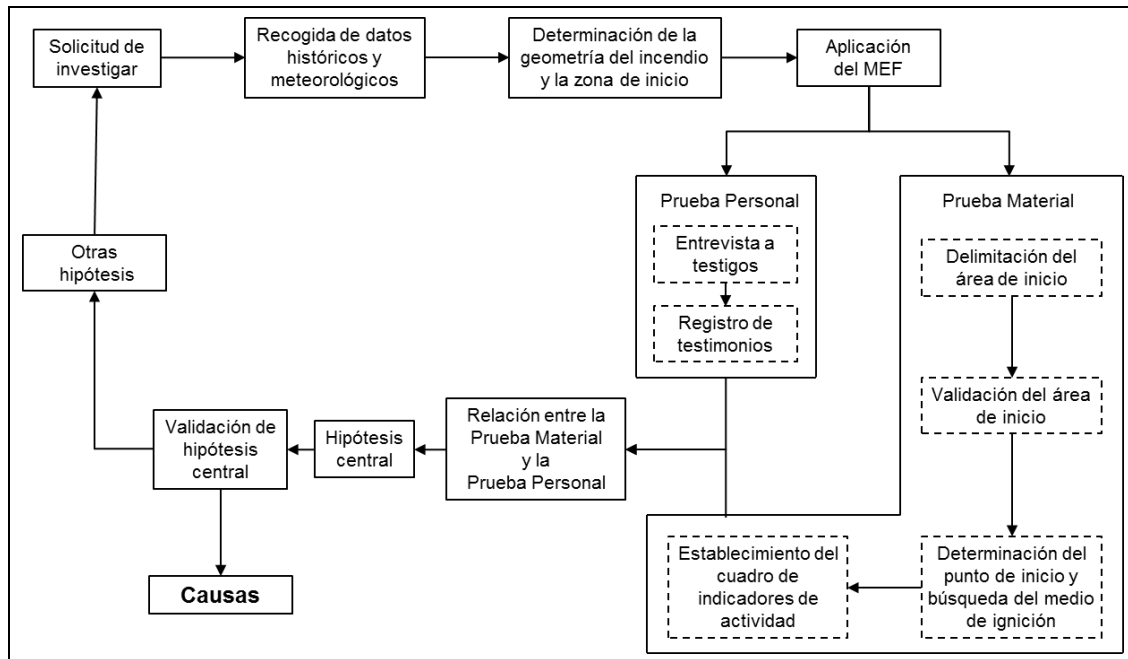 Solicitud de
investigar
Recogida de datos
históricos y
meteorológicos
Determinación de la
geometría del incendio
y la zona de inicio
Aplicación
del MEF
Prueba Personal
Entrevista a
testigos
Registro de
testimonios
Prueba Material
Delimitación del
área de inicio
Validación del área
de inicio
Determinación del
punto de inicio y
búsqueda del medio
de ignición
Establecimiento del
cuadro de
indicadores de
actividad
Relación entre la
Prueba Material
y la
Prueba Personal
Hipótesis
central
Validación de
hipótesis
central
Causas
Otras
hipótesis